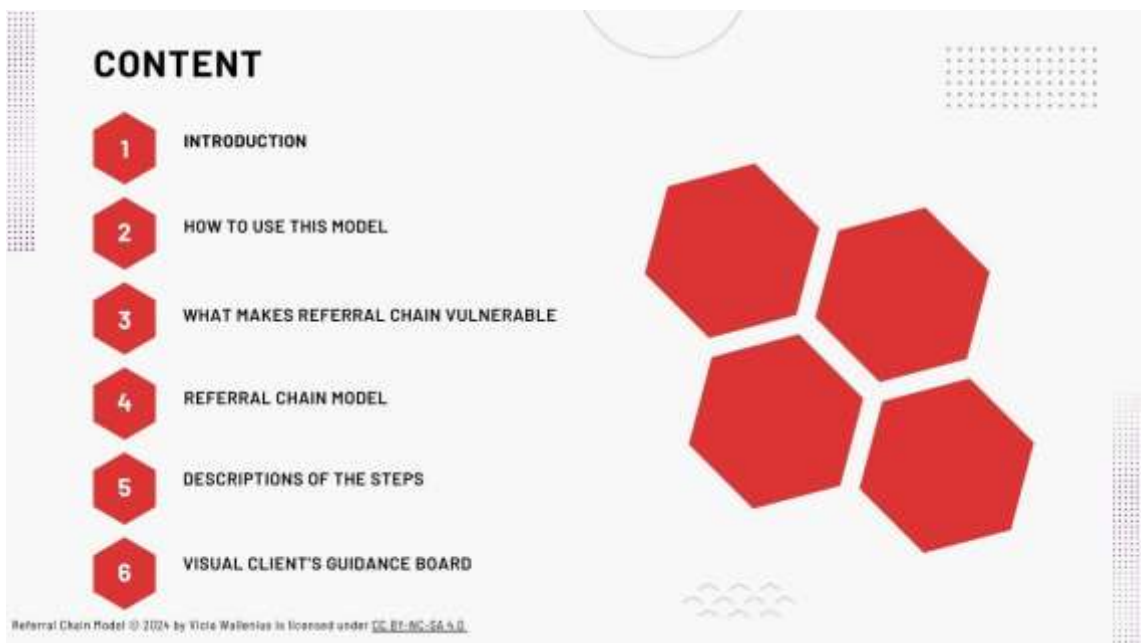 CONTENT
1 INTRODUCTION
2 HOW TO USE THIS MODEL
3 WHAT MAKES REFERRAL CHAIN VULNERABLE
4 REFERRAL CHAIN MODEL
5 DESCRIPTIONS OF THE STEPS
6 VISUAL CLIENT'S GUIDANCE BOARD
Referral Chain Model © 2024 by Vicla Wallenius is licensed under CC BY-NC-SA 4.0